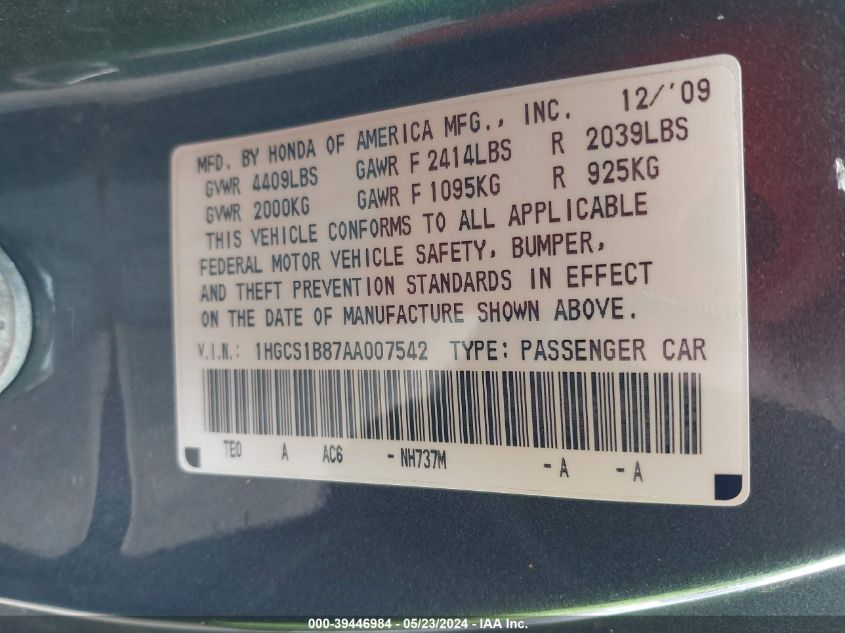 MFD. BY HONDA OF AMERICA MFG., INC. 12/'09
GVWR 4409LBS GAWR F 2414LBS R 2039LBS
GVWR 2000KG GAWR F 1095KG R 925KG
THIS VEHICLE CONFORMS TO ALL APPLICABLE
FEDERAL MOTOR VEHICLE SAFETY, BUMPER,
AND THEFT PREVENTION STANDARDS IN EFFECT
ON THE DATE OF MANUFACTURE SHOWN ABOVE.
V.I.N.: 1HGCS1B87AA007542 TYPE: PASSENGER CAR
TE0 A AC6 - NH737M - A - A
000-39446984 - 05/23/2024 - IAA Inc.